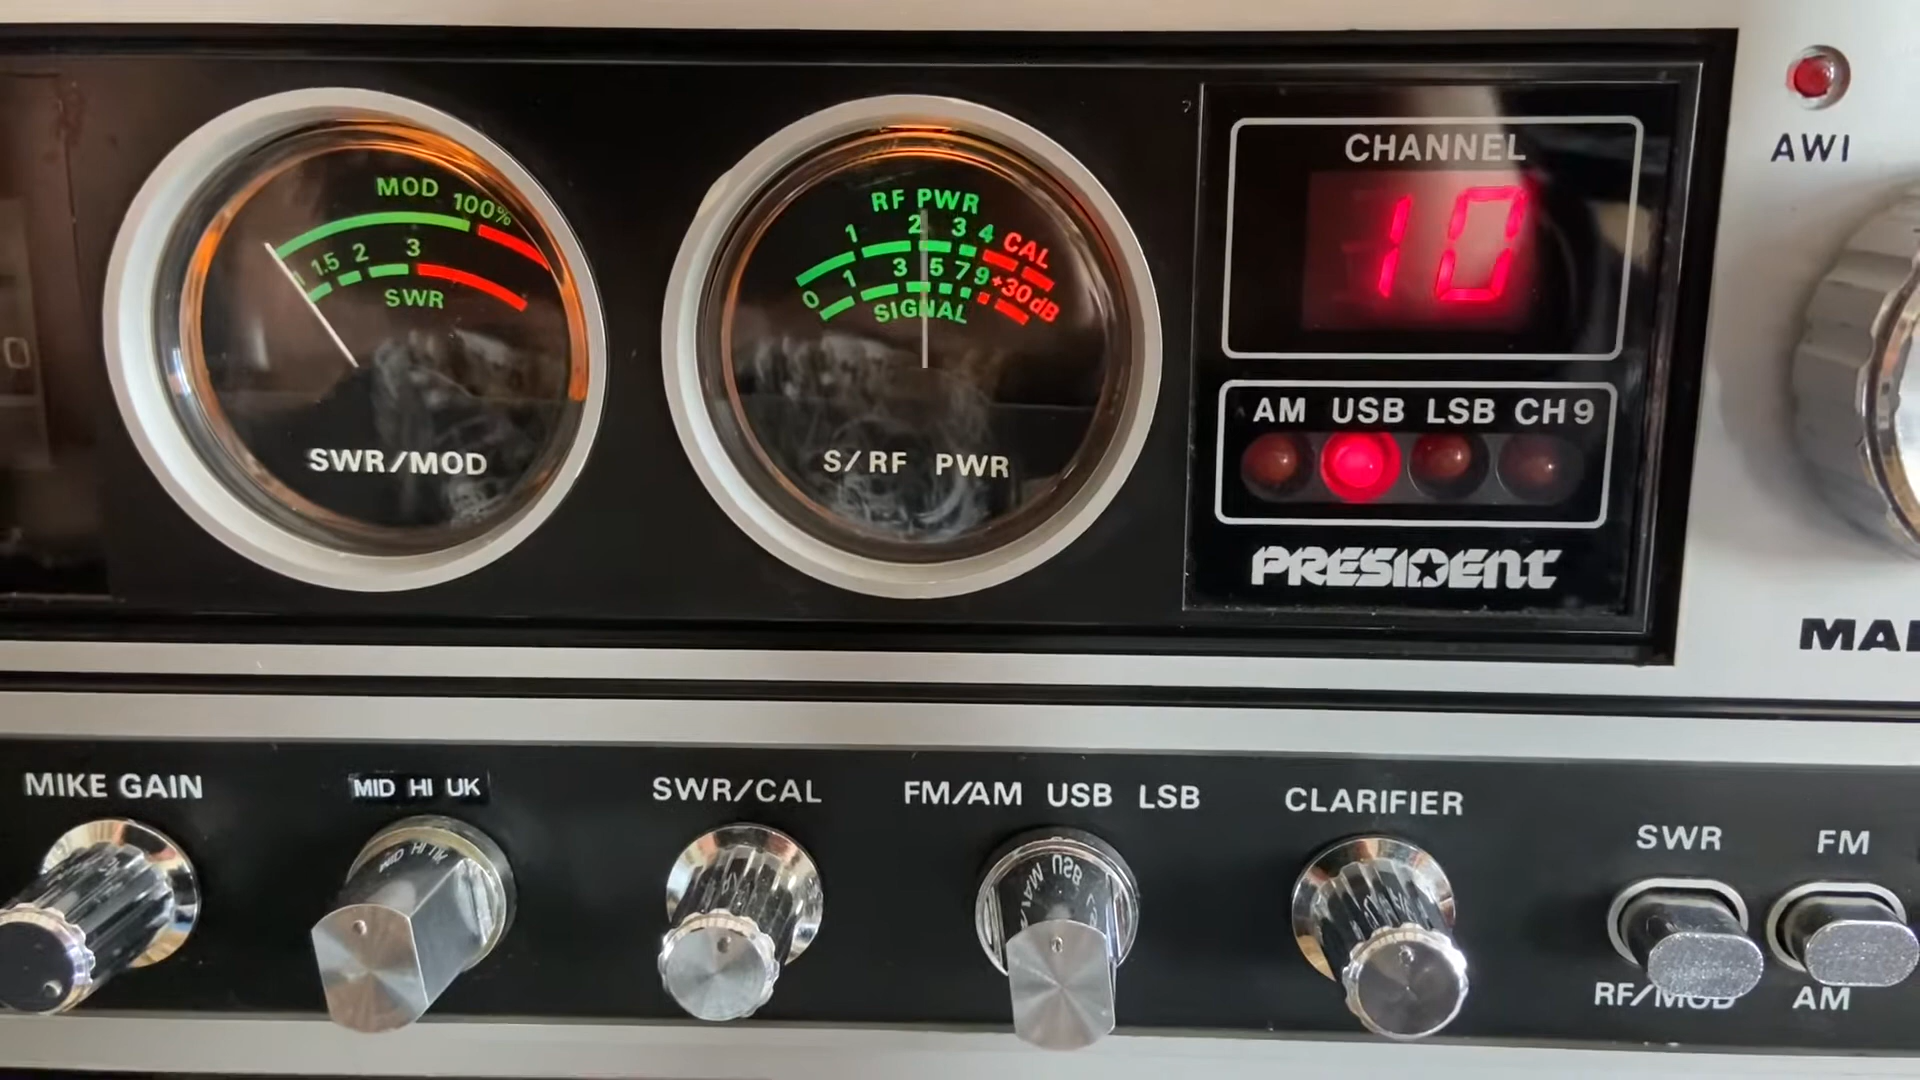 MOD 100%
1 1.5 2 3
SWR
SWR/MOD
RF PWR
1 2 3 4 CAL
0 1 3 5 7 9 +30dB
SIGNAL
S/RF PWR
CHANNEL
10
AM USB LSB CH9
PRESIDENT
AWI
MIKE GAIN
MID HI UK
SWR/CAL
FM/AM USB LSB
CLARIFIER
SWR
FM
RF/MOD
AM